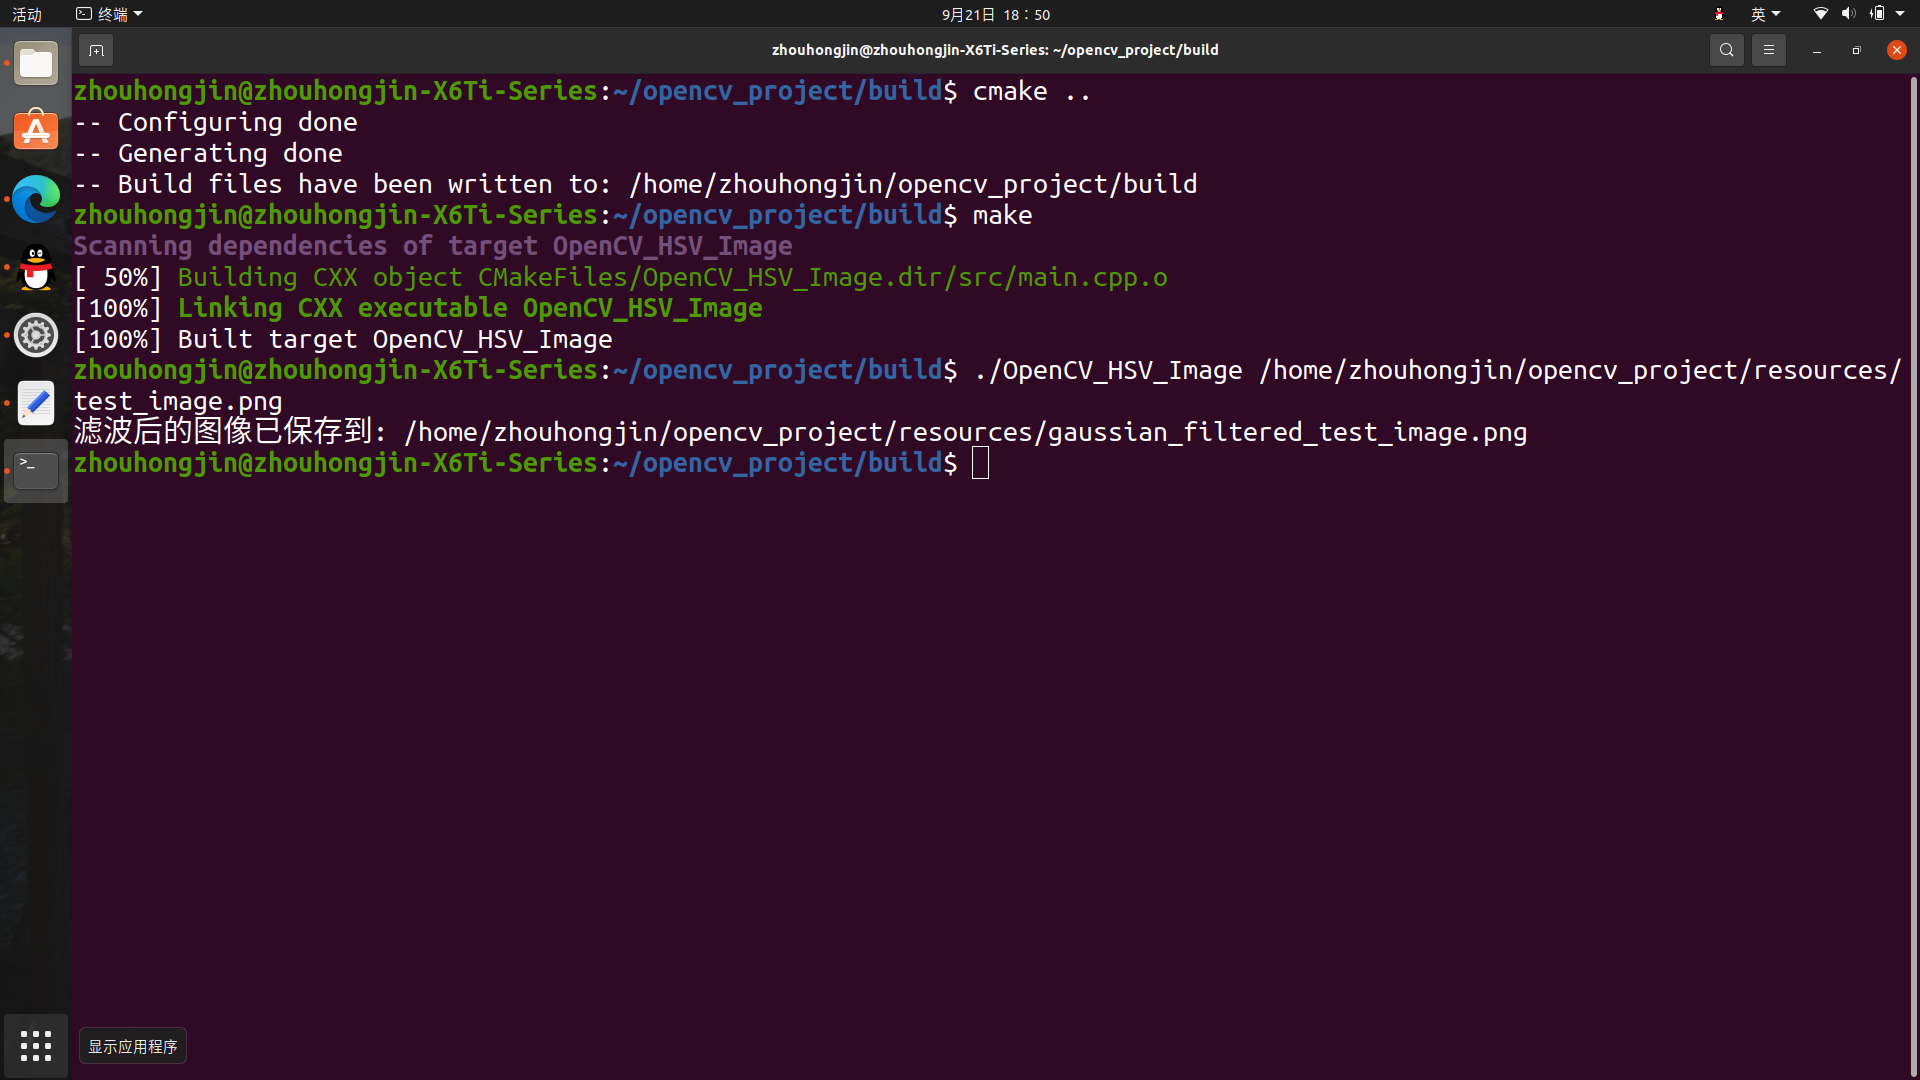 活动 终端 9月21日 18：50 英
zhouhongjin@zhouhongjin-X6Ti-Series: ~/opencv_project/build
zhouhongjin@zhouhongjin-X6Ti-Series:~/opencv_project/build$ cmake ..
-- Configuring done
-- Generating done
-- Build files have been written to: /home/zhouhongjin/opencv_project/build
zhouhongjin@zhouhongjin-X6Ti-Series:~/opencv_project/build$ make
Scanning dependencies of target OpenCV_HSV_Image
[ 50%] Building CXX object CMakeFiles/OpenCV_HSV_Image.dir/src/main.cpp.o
[100%] Linking CXX executable OpenCV_HSV_Image
[100%] Built target OpenCV_HSV_Image
zhouhongjin@zhouhongjin-X6Ti-Series:~/opencv_project/build$ ./OpenCV_HSV_Image /home/zhouhongjin/opencv_project/resources/
test_image.png
滤波后的图像已保存到: /home/zhouhongjin/opencv_project/resources/gaussian_filtered_test_image.png
zhouhongjin@zhouhongjin-X6Ti-Series:~/opencv_project/build$
显示应用程序